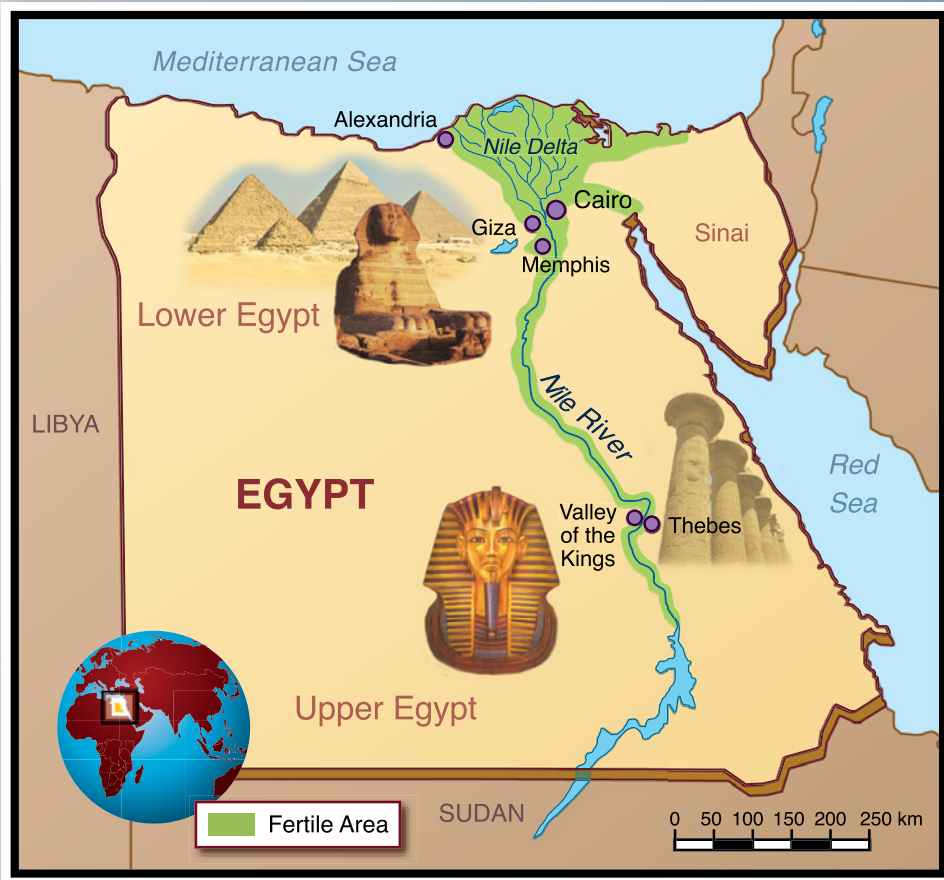 Mediterranean Sea
Alexandria
Nile Delta
Cairo
Giza
Sinai
Memphis
Lower Egypt
Nile River
LIBYA
Red
Sea
EGYPT
Valley
of the
Kings
Thebes
Upper Egypt
SUDAN
Fertile Area
0 50 100 150 200 250 km